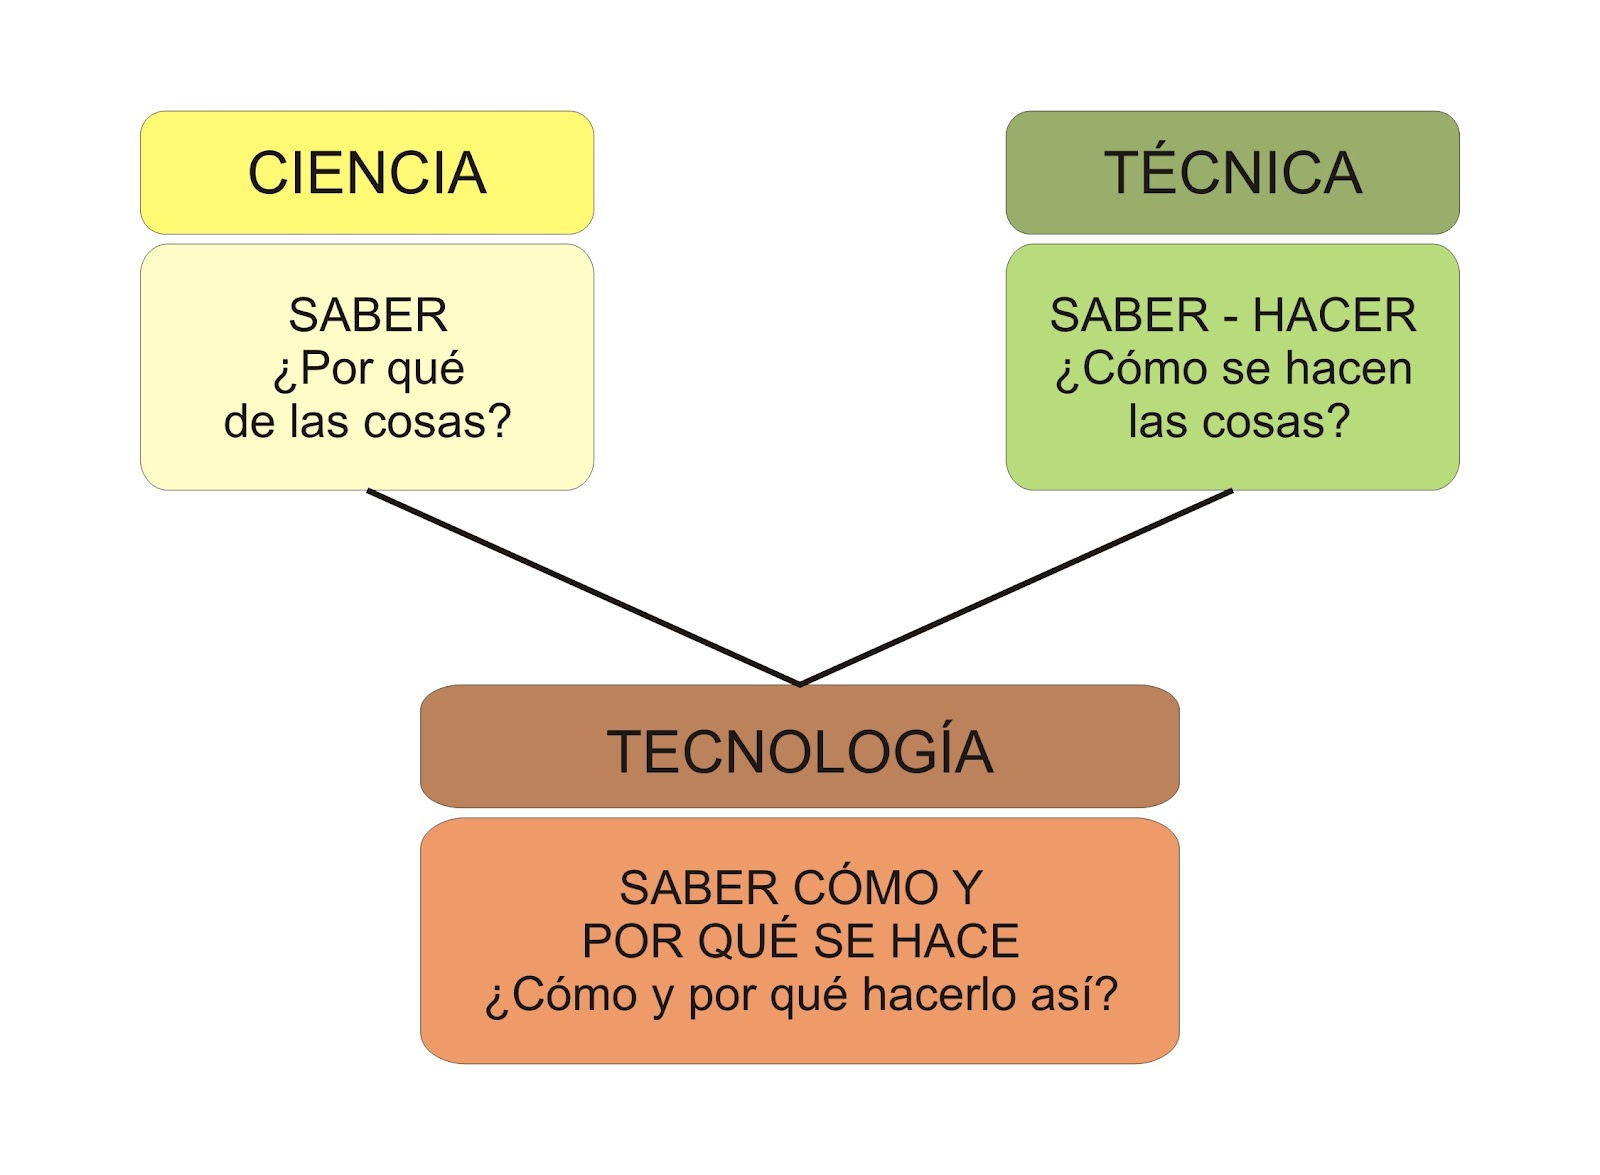 CIENCIA
SABER
¿Por qué
de las cosas?
TÉCNICA
SABER - HACER
¿Cómo se hacen
las cosas?
TECNOLOGÍA
SABER CÓMO Y
POR QUÉ SE HACE
¿Cómo y por qué hacerlo así?